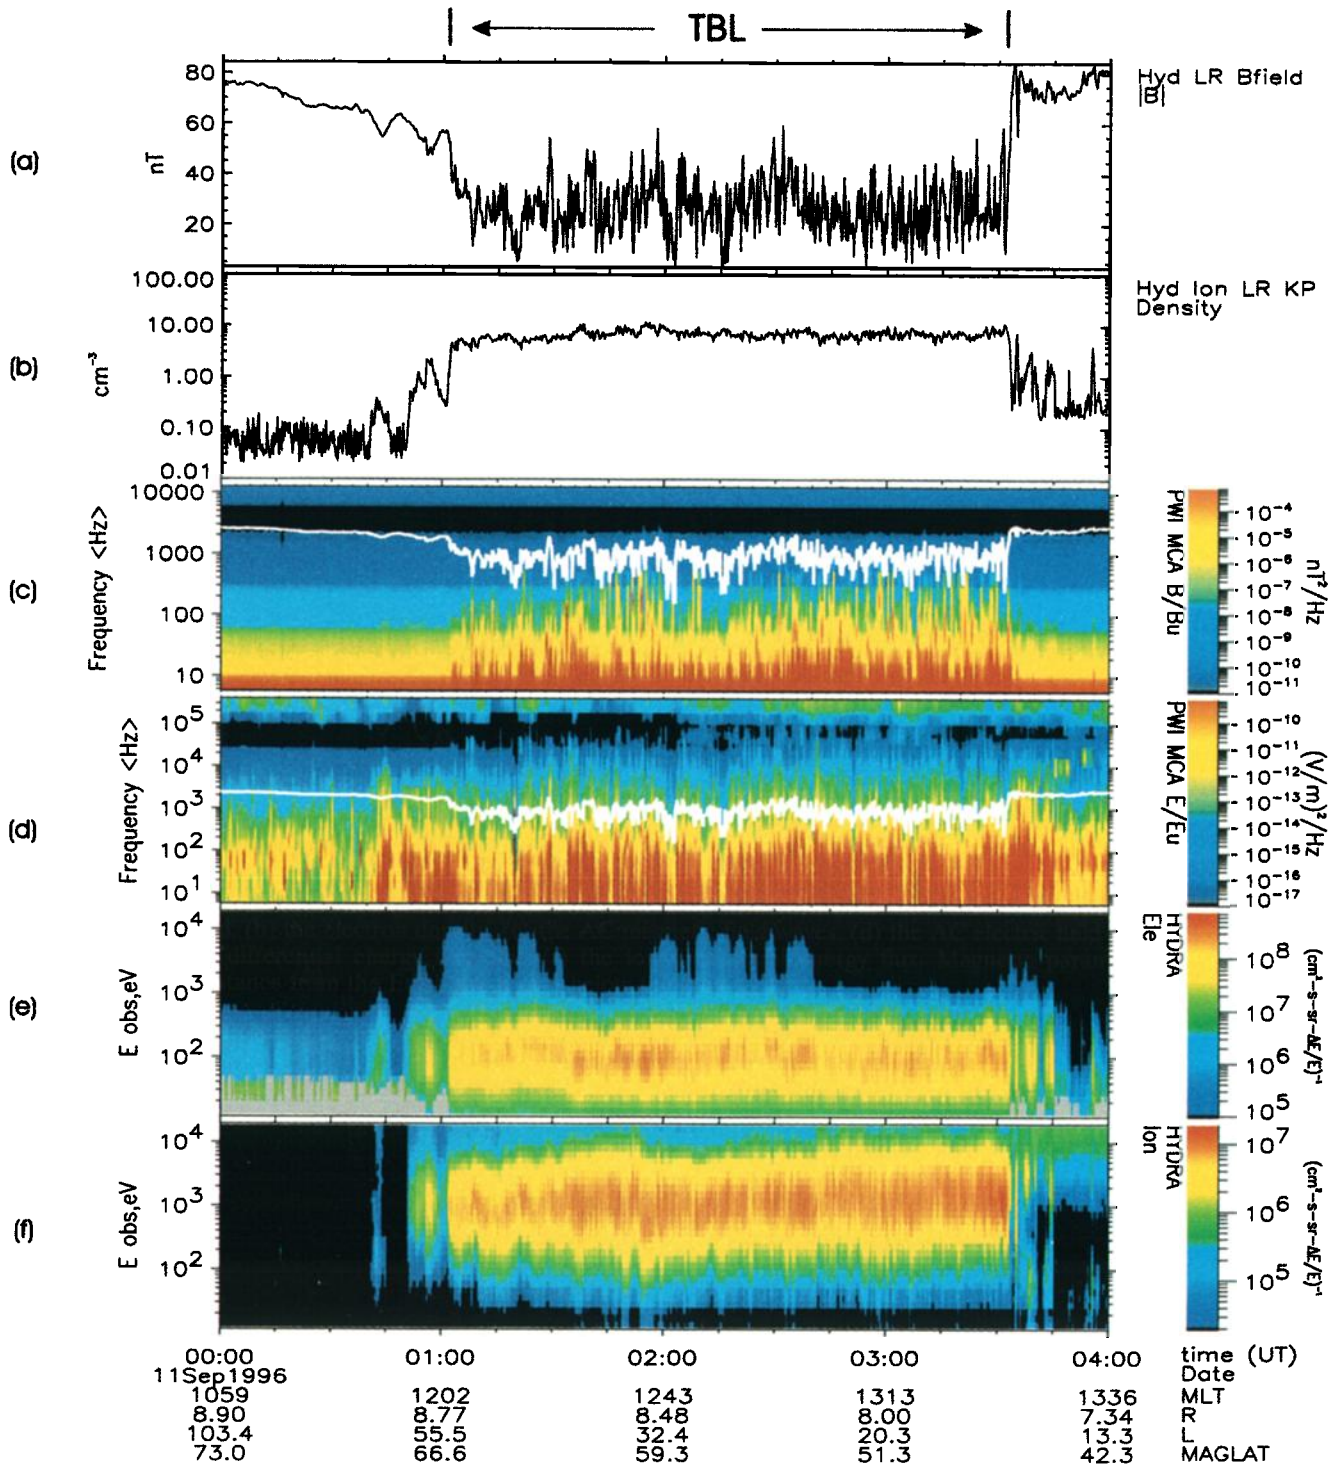 TBL
(a)
80
60
40
20
nT
Hyd LR Bfield
|B|
(b)
100.00
10.00
1.00
0.10
0.01
cm⁻³
Hyd Ion LR KP
Density
(c)
10000
1000
100
10
Frequency <Hz>
PWI MCA B/Bu
10⁻⁴
10⁻⁵
10⁻⁶
10⁻⁷
10⁻⁸
10⁻⁹
10⁻¹⁰
10⁻¹¹
nT²/Hz
(d)
10⁵
10⁴
10³
10²
10¹
Frequency <Hz>
PWI MCA E/Eu
10⁻¹⁰
10⁻¹¹
10⁻¹²
10⁻¹³
10⁻¹⁴
10⁻¹⁵
10⁻¹⁶
10⁻¹⁷
(V/m)²/Hz
(e)
10⁴
10³
10²
E obs,eV
HYDRA
Ele
10⁸
10⁷
10⁶
10⁵
(cm²-s-sr-ΔE/E)⁻¹
(f)
10⁴
10³
10²
E obs,eV
HYDRA
Ion
10⁷
10⁶
10⁵
(cm²-s-sr-ΔE/E)⁻¹
00:00 01:00 02:00 03:00 04:00 time (UT)
11Sep1996 Date
1059 1202 1243 1313 1336 MLT
8.90 8.77 8.48 8.00 7.34 R
103.4 55.5 32.4 20.3 13.3 L
73.0 66.6 59.3 51.3 42.3 MAGLAT